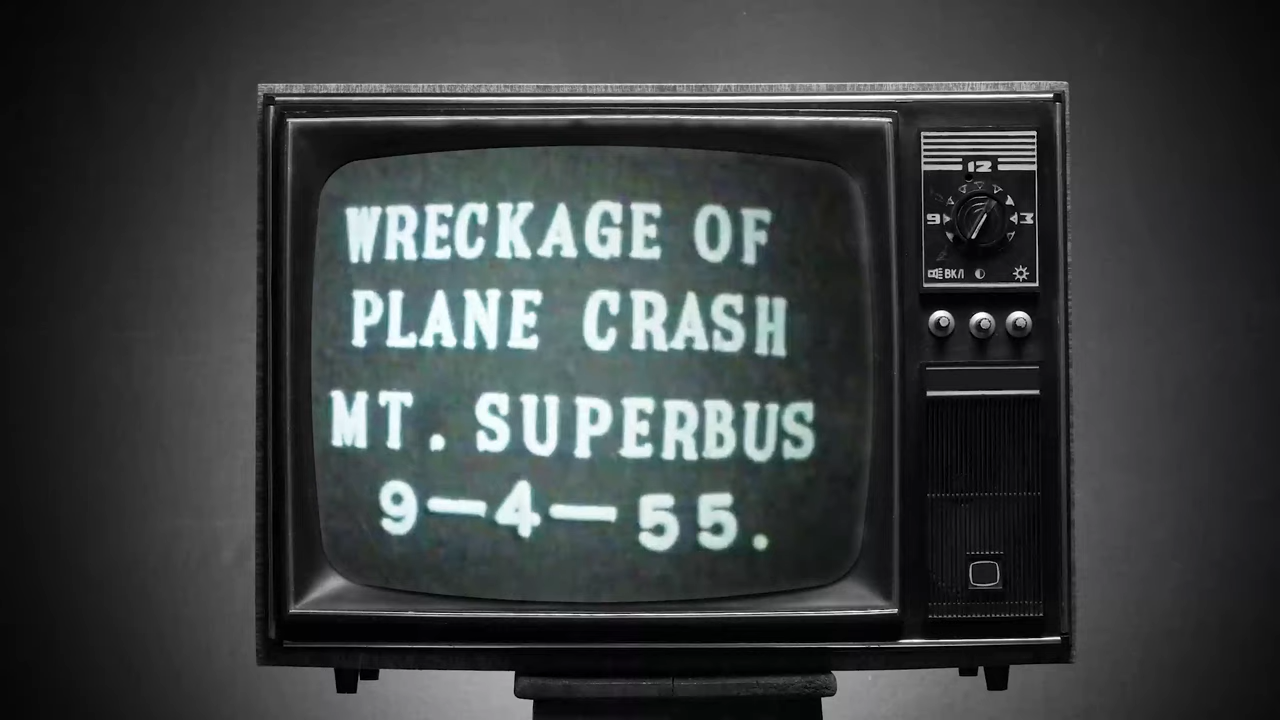 WRECKAGE OF
PLANE CRASH
MT. SUPERBUS
9-4-55.
12
9 3
ВКЛ